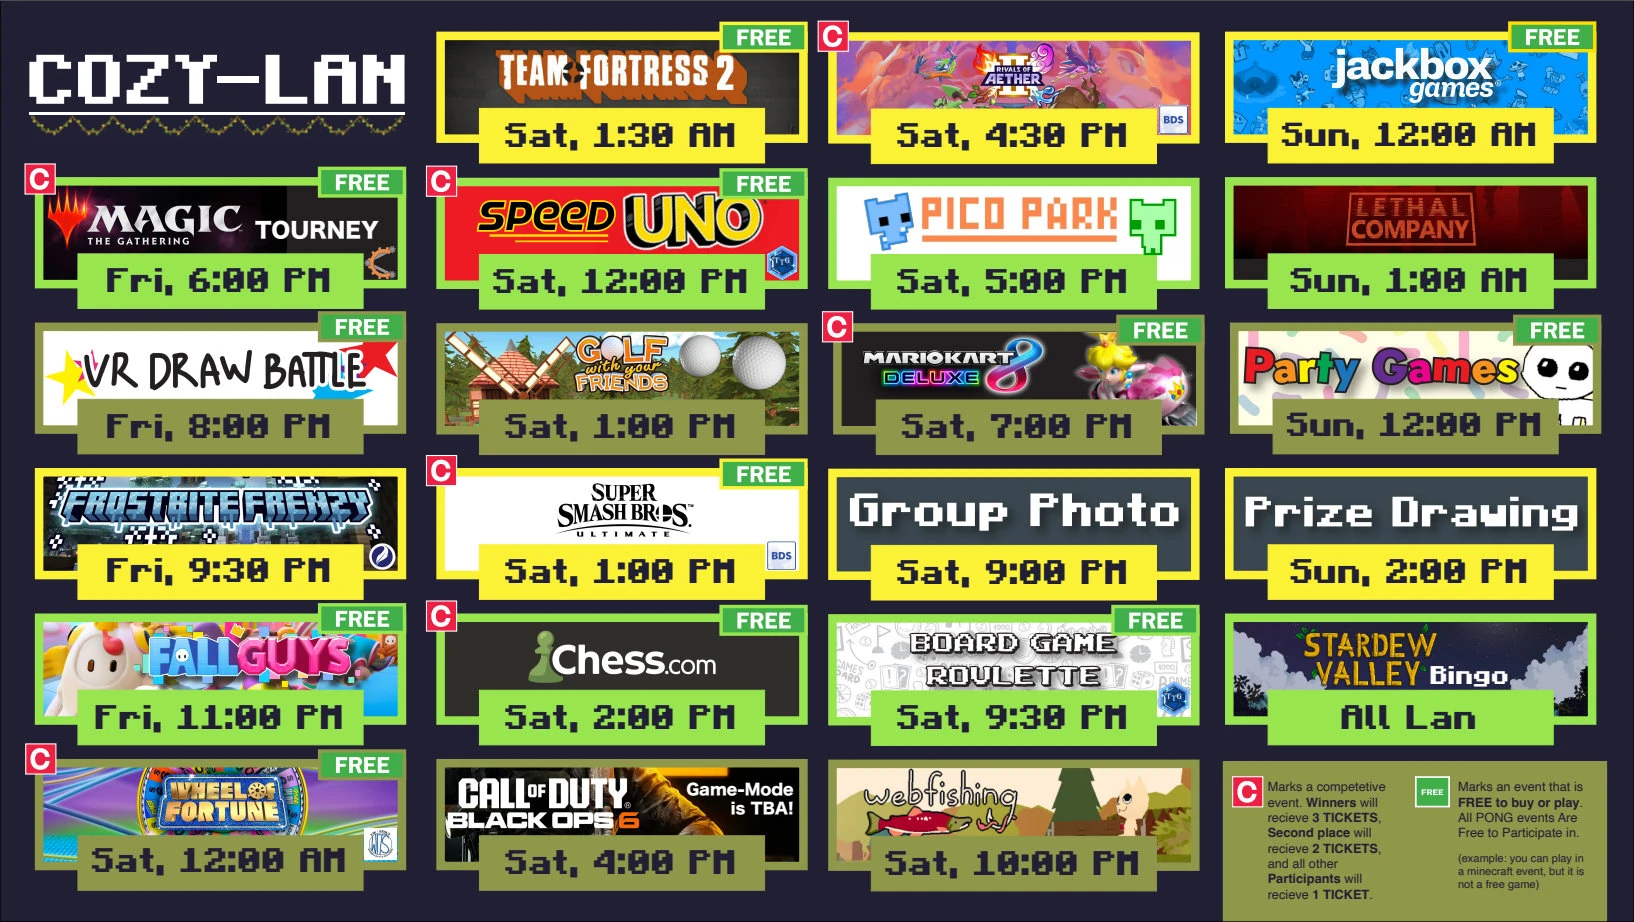 COZY-LAN
C
FREE
MAGIC
THE GATHERING
TOURNEY
Fri, 6:00 PM
FREE
VR DRAW BATTLE
Fri, 8:00 PM
FROSTBITE FRENZY
Fri, 9:30 PM
FREE
FALL GUYS
Fri, 11:00 PM
C
FREE
WHEEL OF
FORTUNE
Sat, 12:00 AM
FREE
TEAM FORTRESS 2
Sat, 1:30 AM
C
FREE
SPEED UNO
TTG
Sat, 12:00 PM
GOLF
with your
FRIENDS
Sat, 1:00 PM
C
FREE
SUPER
SMASH BROS.™
ULTIMATE
BDS
Sat, 1:00 PM
C
FREE
Chess.com
Sat, 2:00 PM
CALL OF DUTY®
BLACK OPS 6
Game-Mode
is TBA!
Sat, 4:00 PM
C
RIVALS OF
AETHER
II
BDS
Sat, 4:30 PM
PICO PARK
Sat, 5:00 PM
C
FREE
MARIOKART 8
DELUXE
Sat, 7:00 PM
Group Photo
Sat, 9:00 PM
FREE
BOARD GAME
ROULETTE
TTG
Sat, 9:30 PM
webfishing
Sat, 10:00 PM
FREE
jackbox
games®
Sun, 12:00 AM
LETHAL
COMPANY
Sun, 1:00 AM
FREE
Party Games
Sun, 12:00 PM
Prize Drawing
Sun, 2:00 PM
STARDEW
VALLEY Bingo
All Lan
C
Marks a competetive
event. Winners will
recieve 3 TICKETS,
Second place will
recieve 2 TICKETS,
and all other
Participants will
recieve 1 TICKET.
FREE
Marks an event that is
FREE to buy or play.
All PONG events Are
Free to Participate in.
(example: you can play in
a minecraft event, but it is
not a free game)